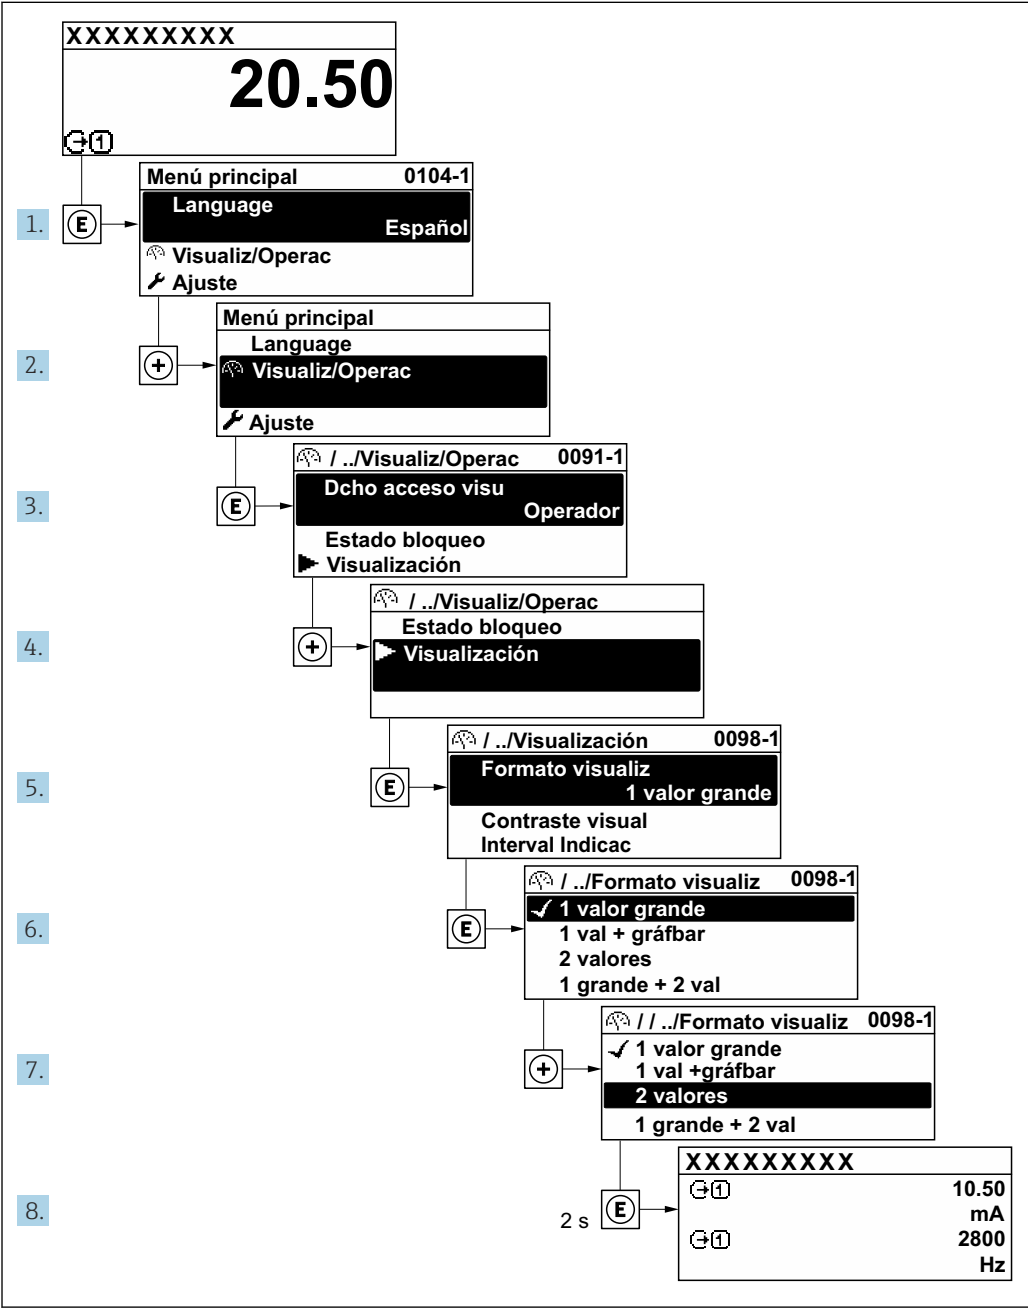 XXXXXXXXX
20.50
1
Menú principal 0104-1
Language
Español
Visualiz/Operac
Ajuste
1. E
Menú principal
Language
Visualiz/Operac
Ajuste
2. +
/ ../Visualiz/Operac 0091-1
Dcho acceso visu
Operador
Estado bloqueo
Visualización
3. E
/ ../Visualiz/Operac
Estado bloqueo
Visualización
4. +
/ ../Visualización 0098-1
Formato visualiz
1 valor grande
Contraste visual
Interval Indicac
5. E
/ ../Formato visualiz 0098-1
1 valor grande
1 val + gráfbar
2 valores
1 grande + 2 val
6. E
/ / ../Formato visualiz 0098-1
1 valor grande
1 val +gráfbar
2 valores
1 grande + 2 val
7. +
XXXXXXXXX
1 10.50
mA
1 2800
Hz
8. 2 s E